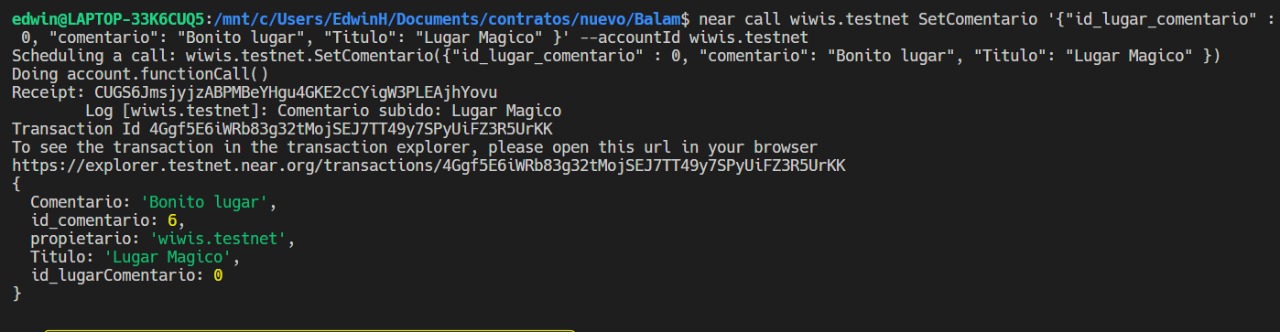 edwin@LAPTOP-33K6CUQ5:/mnt/c/Users/EdwinH/Documents/contratos/nuevo/Balam$ near call wiwis.testnet SetComentario '{"id_lugar_comentario" :
0, "comentario": "Bonito lugar", "Titulo": "Lugar Magico" }' --accountId wiwis.testnet
Scheduling a call: wiwis.testnet.SetComentario({"id_lugar_comentario" : 0, "comentario": "Bonito lugar", "Titulo": "Lugar Magico" })
Doing account.functionCall()
Receipt: CUGS6JmsjyjzABPMBeYHgu4GKE2cCYigW3PLEAjhYovu
Log [wiwis.testnet]: Comentario subido: Lugar Magico
Transaction Id 4Ggf5E6iWRb83g32tMojSEJ7TT49y7SPyUiFZ3R5UrKK
To see the transaction in the transaction explorer, please open this url in your browser
https://explorer.testnet.near.org/transactions/4Ggf5E6iWRb83g32tMojSEJ7TT49y7SPyUiFZ3R5UrKK
{
Comentario: 'Bonito lugar',
id_comentario: 6,
propietario: 'wiwis.testnet',
Titulo: 'Lugar Magico',
id_lugarComentario: 0
}